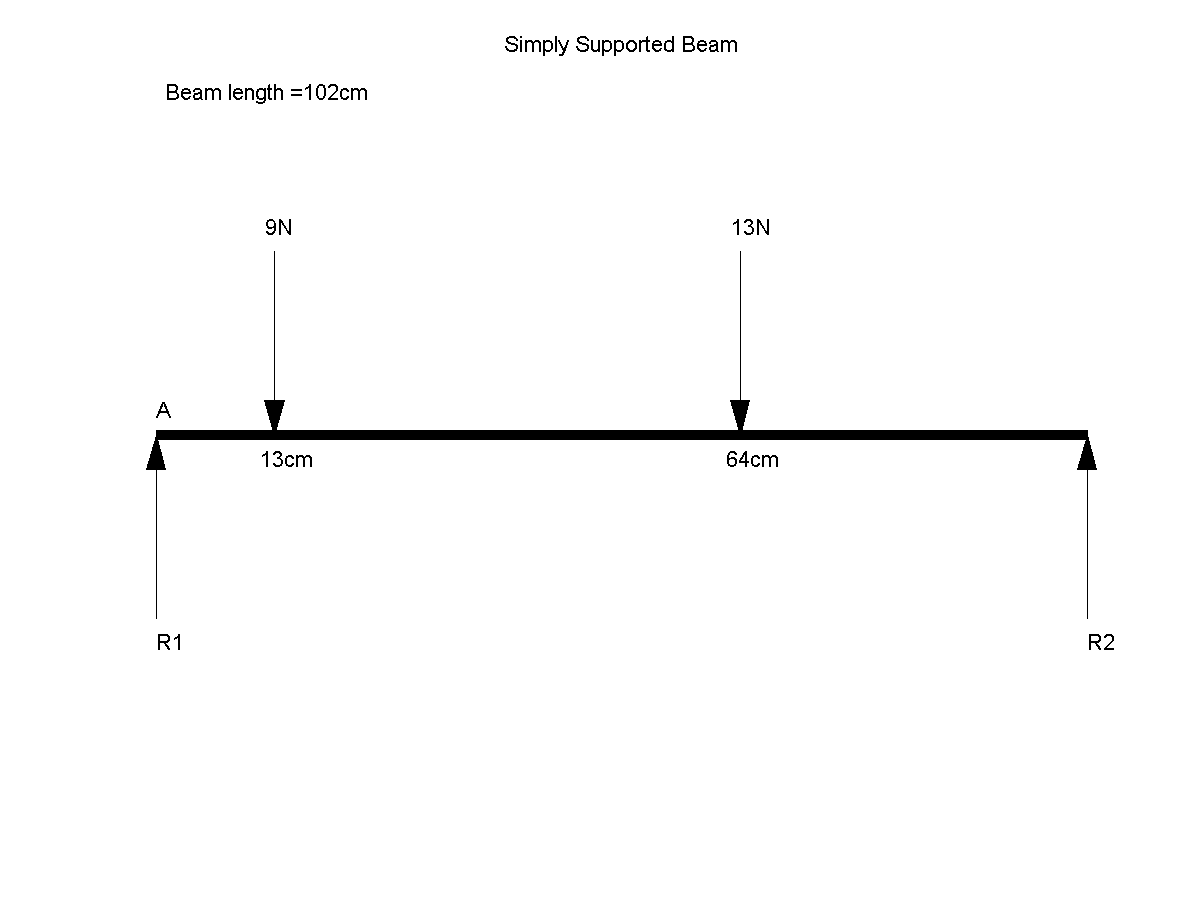 Simply Supported Beam
Beam length =102cm
9N
13N
A
13cm
64cm
R1
R2